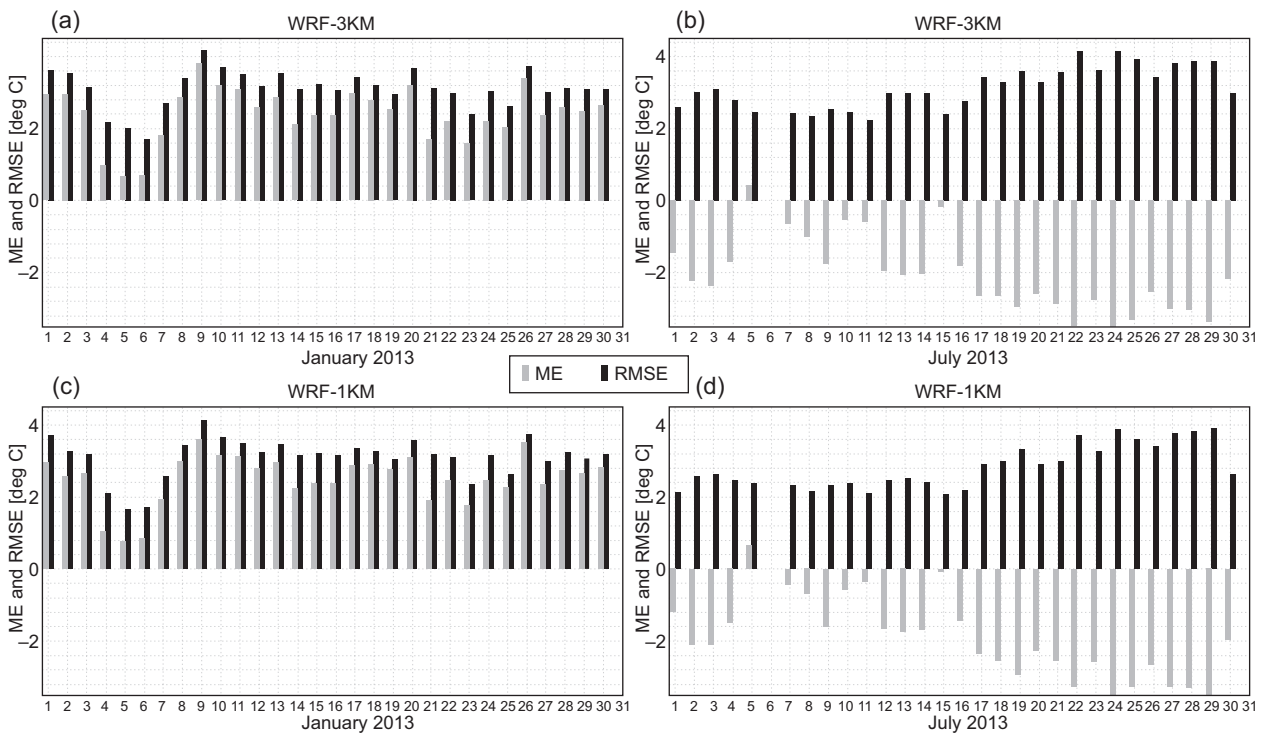 (a)
WRF-3KM
ME and RMSE [deg C]
2
0
–2
1 2 3 4 5 6 7 8 9 10 11 12 13 14 15 16 17 18 19 20 21 22 23 24 25 26 27 28 29 30 31
January 2013
(b)
WRF-3KM
ME and RMSE [deg C]
4
2
0
–2
1 2 3 4 5 6 7 8 9 10 11 12 13 14 15 16 17 18 19 20 21 22 23 24 25 26 27 28 29 30 31
July 2013
ME RMSE
(c)
WRF-1KM
ME and RMSE [deg C]
4
2
0
–2
1 2 3 4 5 6 7 8 9 10 11 12 13 14 15 16 17 18 19 20 21 22 23 24 25 26 27 28 29 30 31
January 2013
(d)
WRF-1KM
ME and RMSE [deg C]
4
2
0
–2
1 2 3 4 5 6 7 8 9 10 11 12 13 14 15 16 17 18 19 20 21 22 23 24 25 26 27 28 29 30 31
July 2013